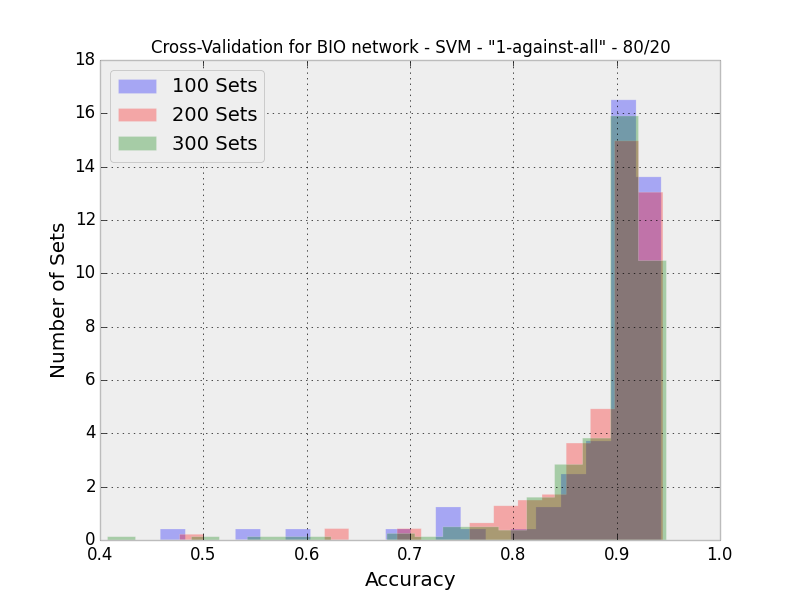 Cross-Validation for BIO network - SVM - "1-against-all" - 80/20
18
16
14
12
10
8
6
4
2
0
Number of Sets
100 Sets
200 Sets
300 Sets
0.4 0.5 0.6 0.7 0.8 0.9 1.0
Accuracy